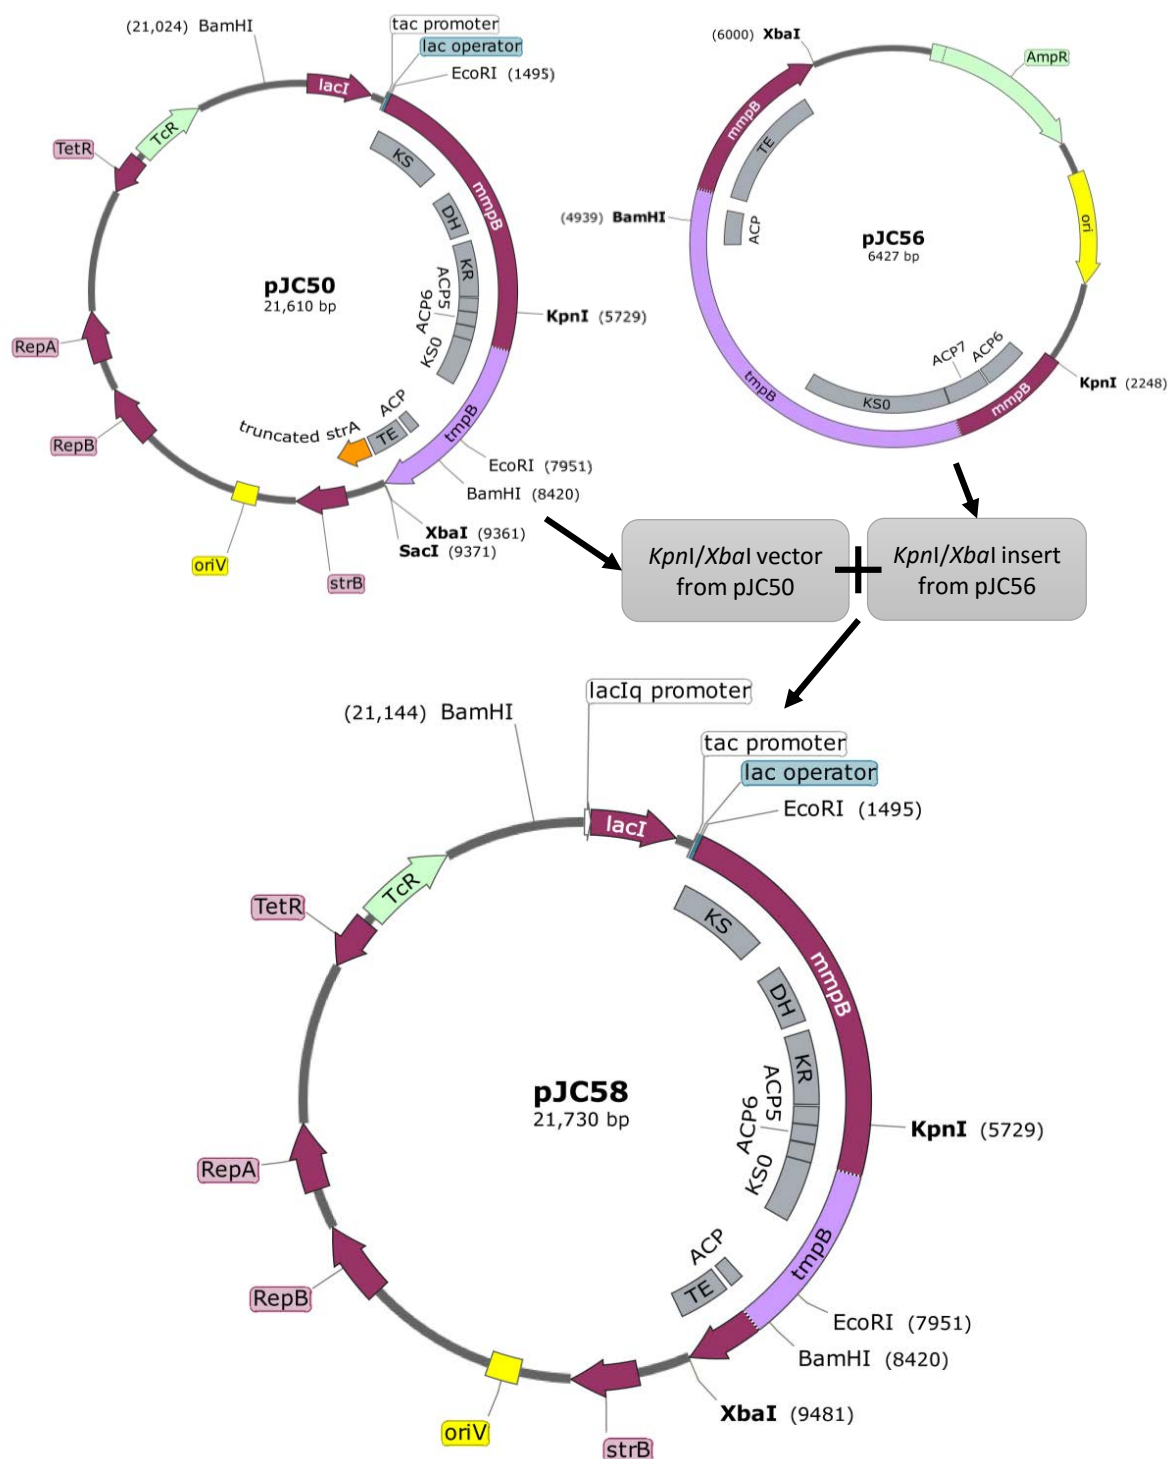 (21,024) BamHI
tac promoter
lac operator
EcoRI (1495)
lacI
TcR
TetR
KS
mmpB
DH
KR
ACP5
ACP6
KS0
pJC50
21,610 bp
KpnI (5729)
RepA
RepB
truncated strA
TE
ACP
tmpB
EcoRI (7951)
BamHI (8420)
XbaI (9361)
SacI (9371)
oriV
strB
(6000) XbaI
AmpR
mmpB
TE
(4939) BamHI
ACP
pJC56
6427 bp
ori
ACP7
ACP6
KS0
tmpB
mmpB
KpnI (2248)
KpnI/XbaI vector
from pJC50
+
KpnI/XbaI insert
from pJC56
lacIq promoter
(21,144) BamHI
tac promoter
lac operator
EcoRI (1495)
lacI
TcR
TetR
KS
mmpB
DH
KR
ACP5
ACP6
KS0
pJC58
21,730 bp
KpnI (5729)
RepA
RepB
ACP
TE
tmpB
EcoRI (7951)
BamHI (8420)
XbaI (9481)
oriV
strB